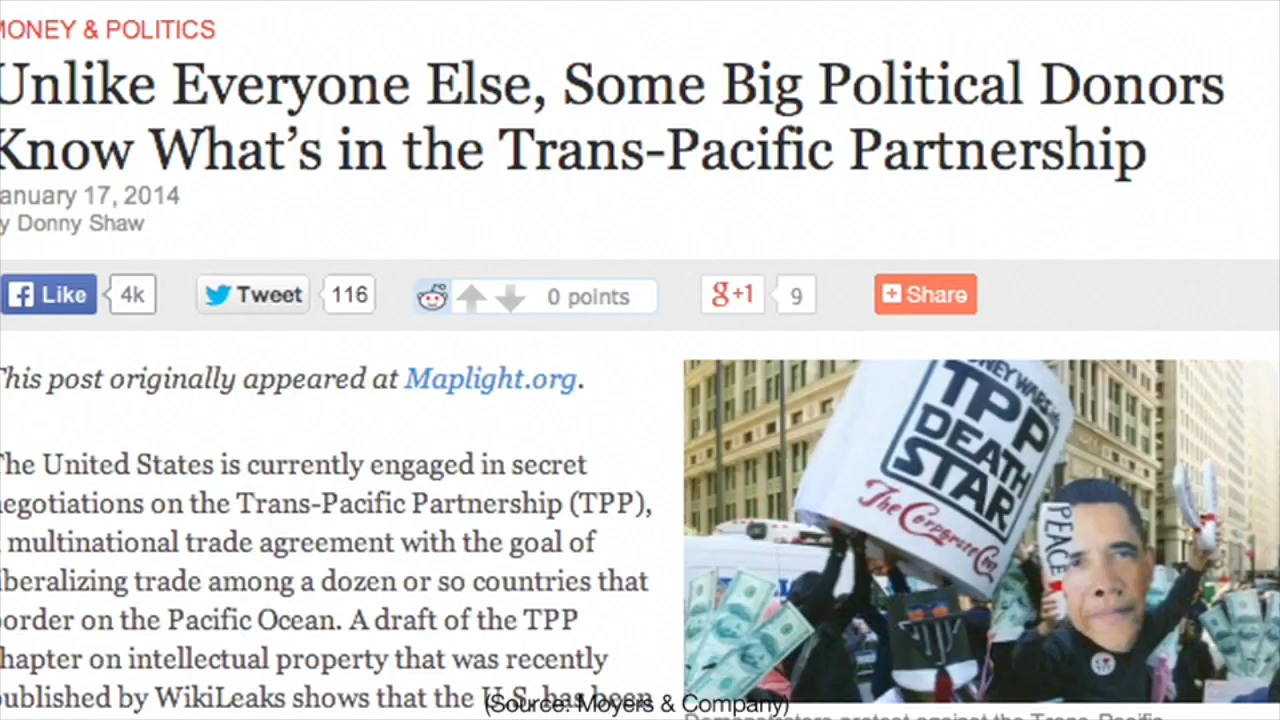 MONEY & POLITICS
Unlike Everyone Else, Some Big Political Donors
Know What's in the Trans-Pacific Partnership
anuary 17, 2014
y Donny Shaw
Like 4k Tweet 116 0 points g+1 9 Share
This post originally appeared at Maplight.org.
The United States is currently engaged in secret
negotiations on the Trans-Pacific Partnership (TPP),
multinational trade agreement with the goal of
liberalizing trade among a dozen or so countries that
border on the Pacific Ocean. A draft of the TPP
chapter on intellectual property that was recently
published by WikiLeaks shows that the U.S. has been
(Source: Moyers & Company)
TPP
DEATH
STAR
The Corporate
PEACE